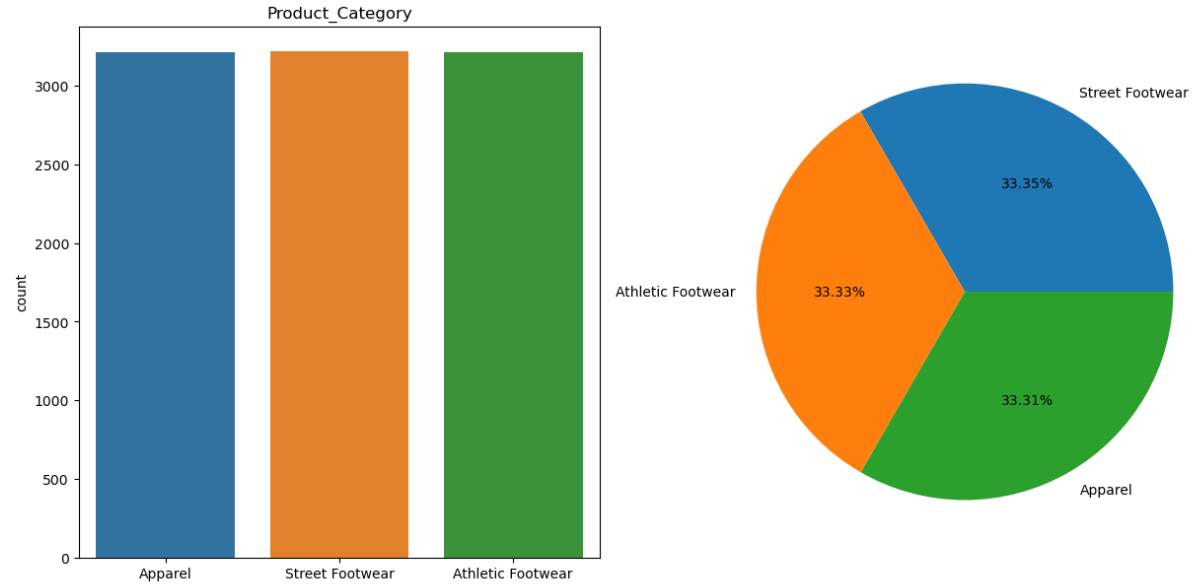 Product_Category
count
3000
2500
2000
1500
1000
500
0
Apparel
Street Footwear
Athletic Footwear
Street Footwear
33.35%
Athletic Footwear
33.33%
33.31%
Apparel